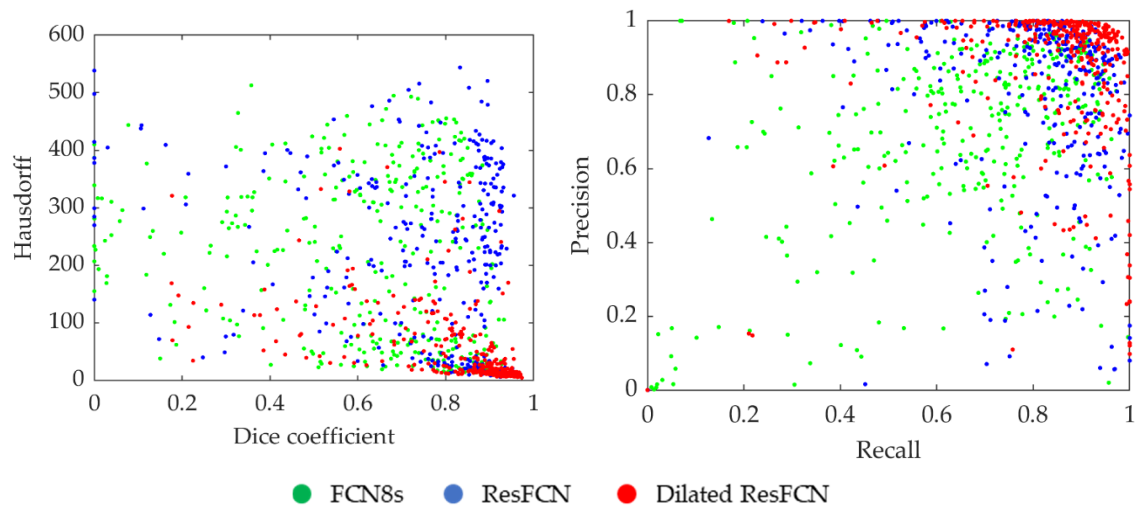 600
500
400
300
200
100
0
Hausdorff
0 0.2 0.4 0.6 0.8 1
Dice coefficient
1
0.8
0.6
0.4
0.2
0
Precision
0 0.2 0.4 0.6 0.8 1
Recall
FCN8s ResFCN Dilated ResFCN